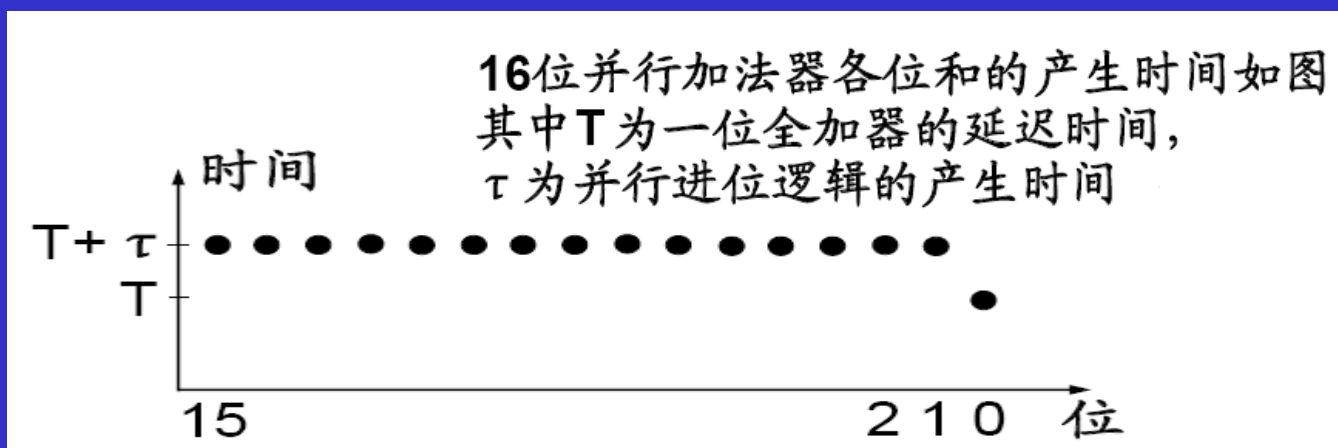 16位并行加法器各位和的产生时间如图
其中T为一位全加器的延迟时间,
τ为并行进位逻辑的产生时间
时间
T+ τ
T
15 2 1 0 位